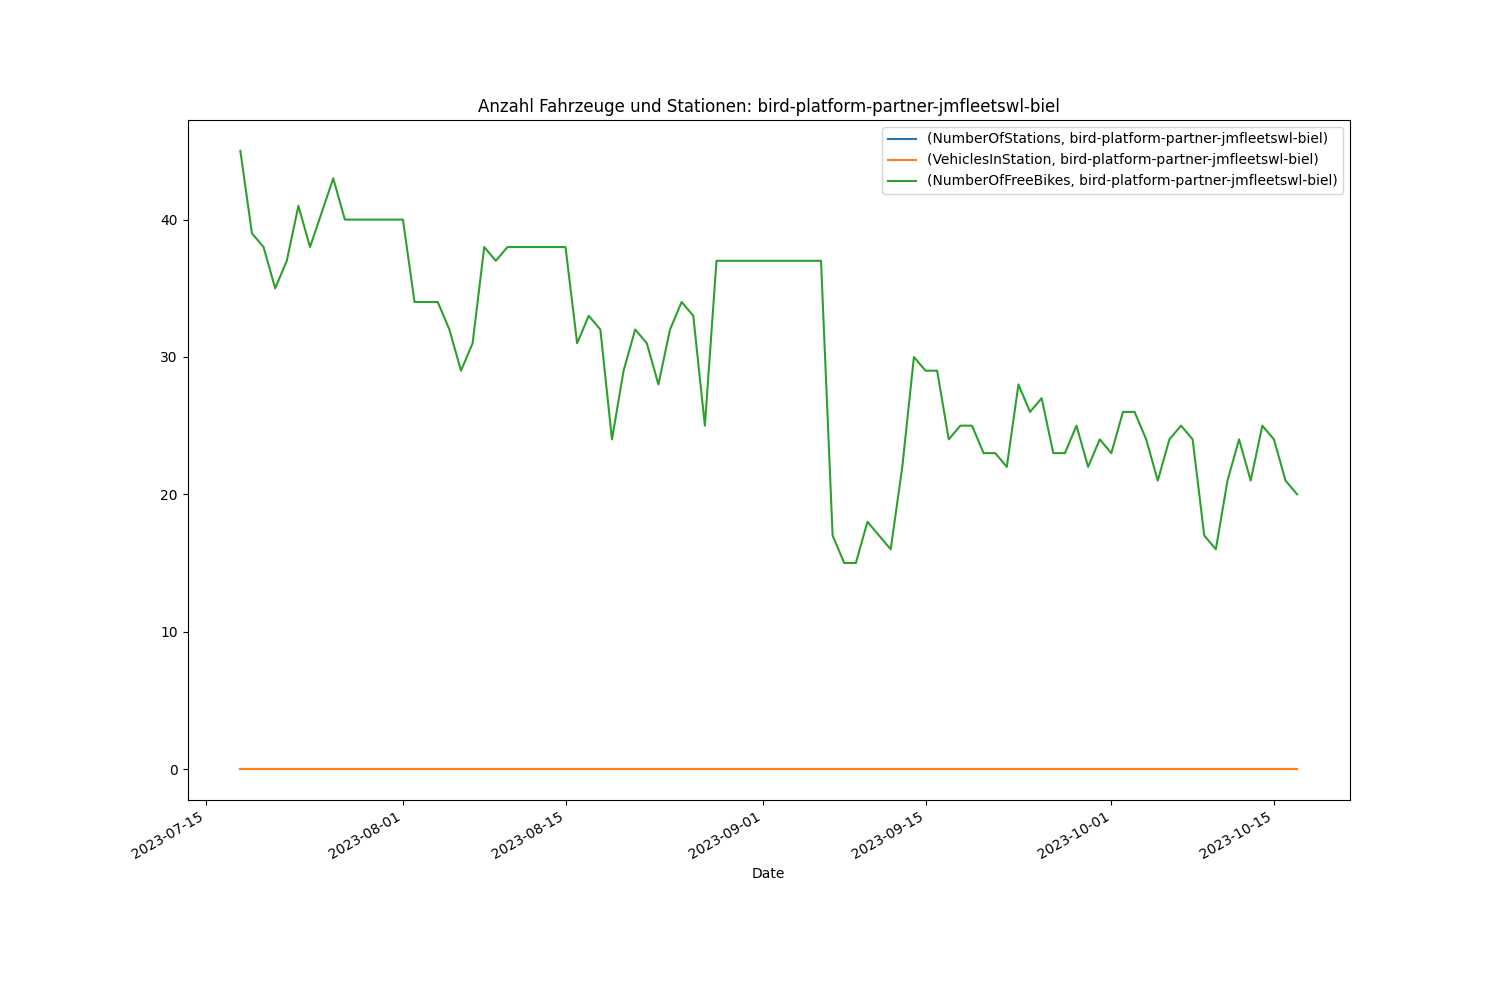 Anzahl Fahrzeuge und Stationen: bird-platform-partner-jmfleetswl-biel
(NumberOfStations, bird-platform-partner-jmfleetswl-biel)
(VehiclesInStation, bird-platform-partner-jmfleetswl-biel)
(NumberOfFreeBikes, bird-platform-partner-jmfleetswl-biel)
40
30
20
10
0
2023-07-15
2023-08-01
2023-08-15
2023-09-01
2023-09-15
2023-10-01
2023-10-15
Date